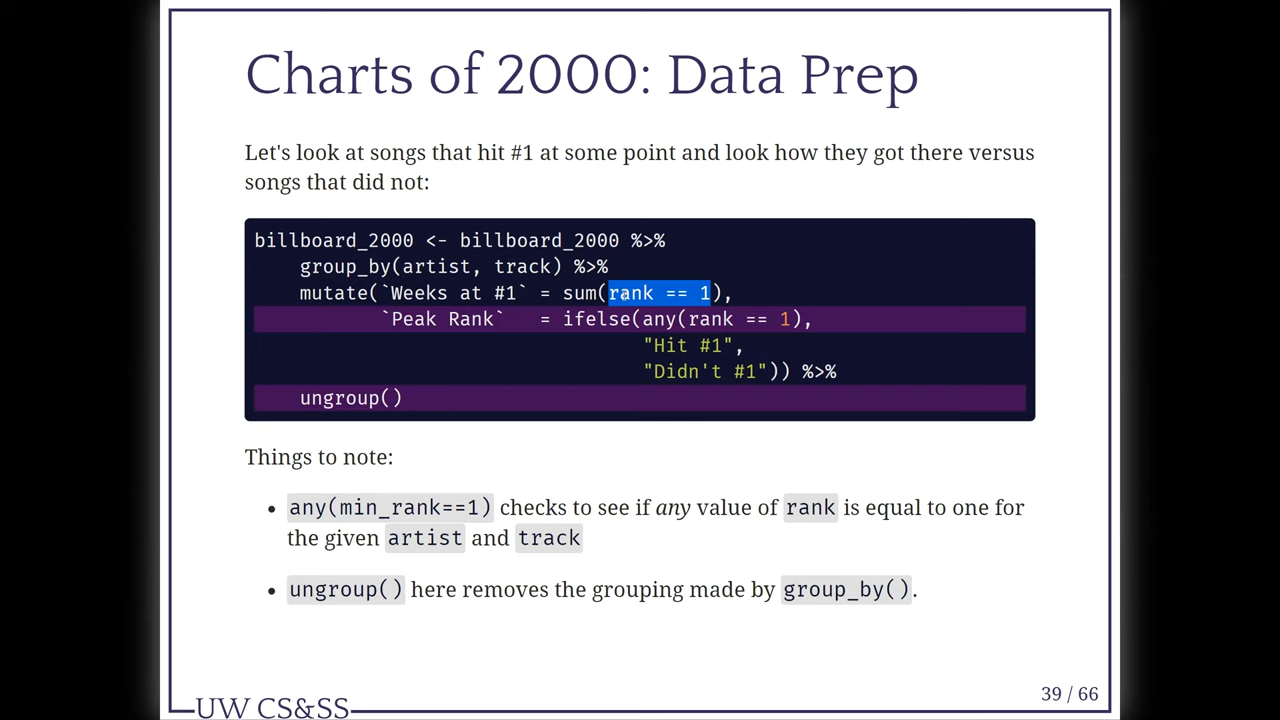 Charts of 2000: Data Prep
Let's look at songs that hit #1 at some point and look how they got there versus
songs that did not:
billboard_2000 <- billboard_2000 %>%
    group_by(artist, track) %>%
    mutate(`Weeks at #1` = sum(rank == 1),
           `Peak Rank`   = ifelse(any(rank == 1),
                                  "Hit #1",
                                  "Didn't #1")) %>%
    ungroup()
Things to note:
• any(min_rank==1) checks to see if any value of rank is equal to one for
the given artist and track
• ungroup() here removes the grouping made by group_by().
39 / 66
UW CS&SS